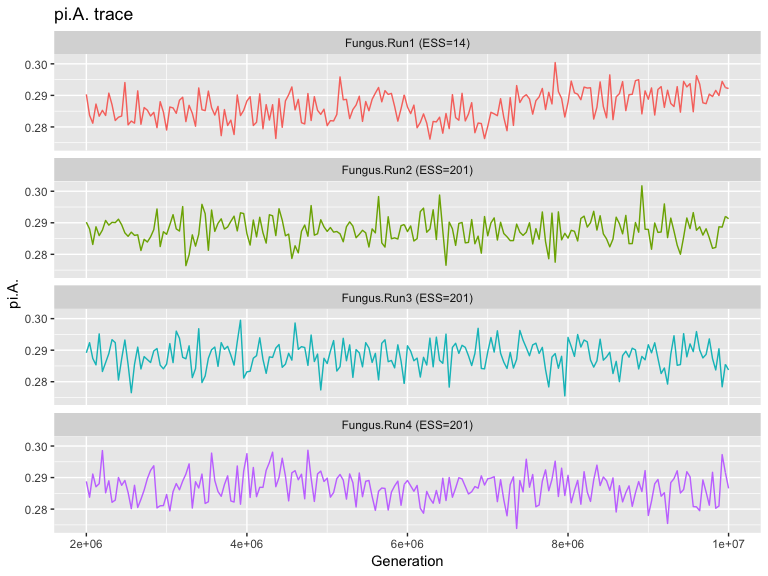 pi.A. trace
Fungus.Run1 (ESS=14)
0.30
0.29
0.28
Fungus.Run2 (ESS=201)
0.30
0.29
0.28
pi.A.
Fungus.Run3 (ESS=201)
0.30
0.29
0.28
Fungus.Run4 (ESS=201)
0.30
0.29
0.28
2e+06 4e+06 6e+06 8e+06 1e+07
Generation